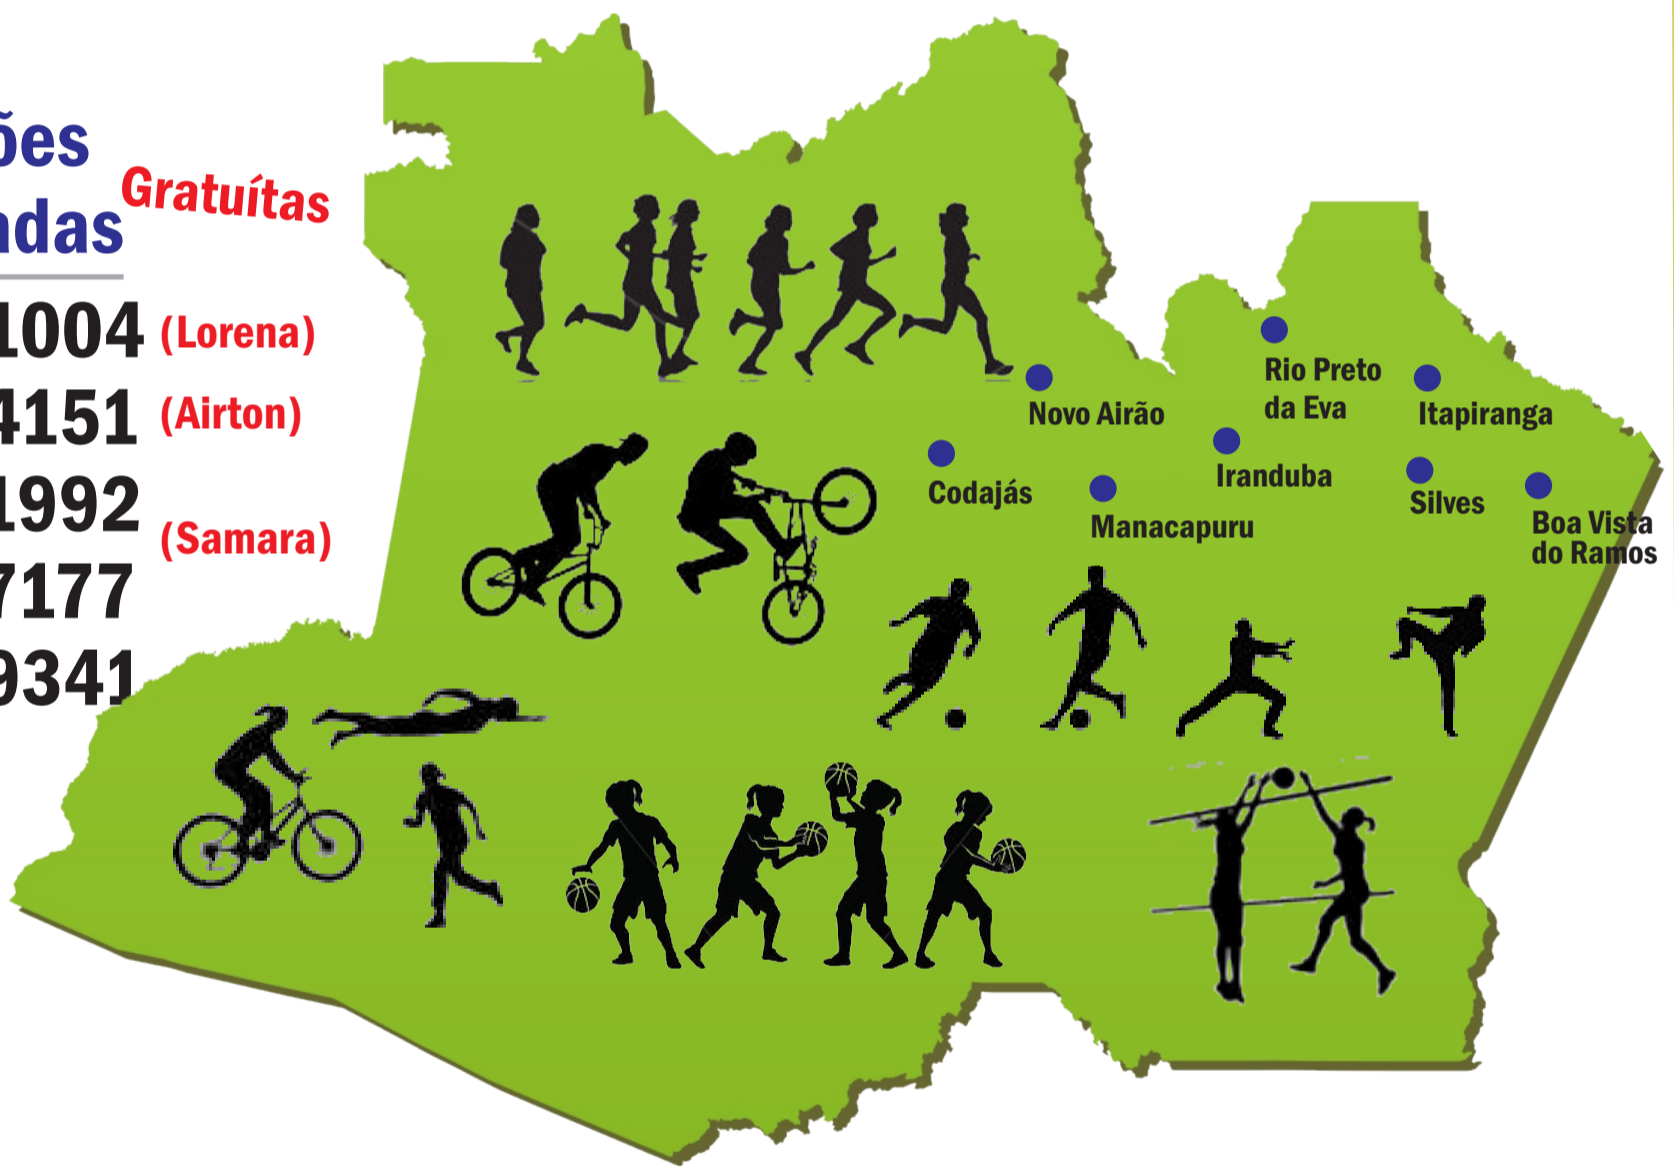 ões
adas
Gratuítas
1004 (Lorena)
4151 (Airton)
1992
(Samara)
7177
9341
Rio Preto
da Eva
Novo Airão
Itapiranga
Iranduba
Codajás
Silves
Manacapuru
Boa Vista
do Ramos